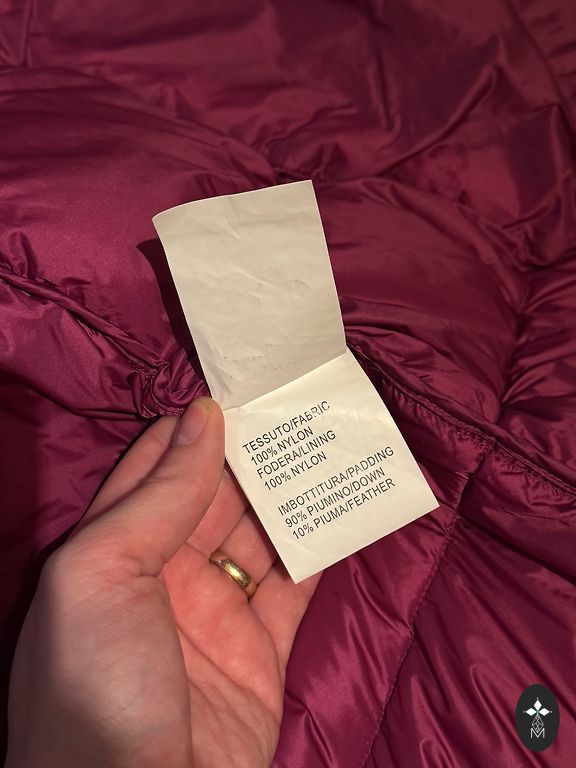 TESSUTO/FABRIC
100% NYLON
FODERA/LINING
100% NYLON
IMBOTTITURA/PADDING
90% PIUMINO/DOWN
10% PIUMA/FEATHER
M